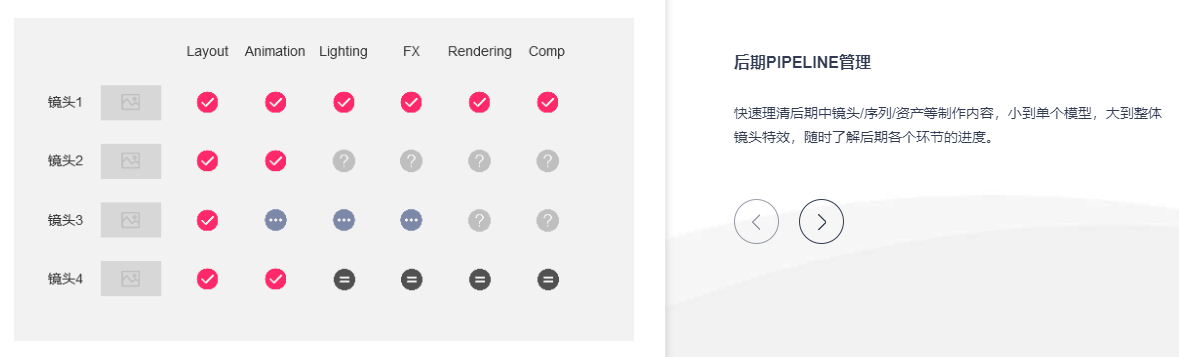 Layout Animation Lighting FX Rendering Comp
镜头1
镜头2
镜头3
镜头4
后期PIPELINE管理
快速理清后期中镜头/序列/资产等制作内容，小到单个模型，大到整体
镜头特效，随时了解后期各个环节的进度。